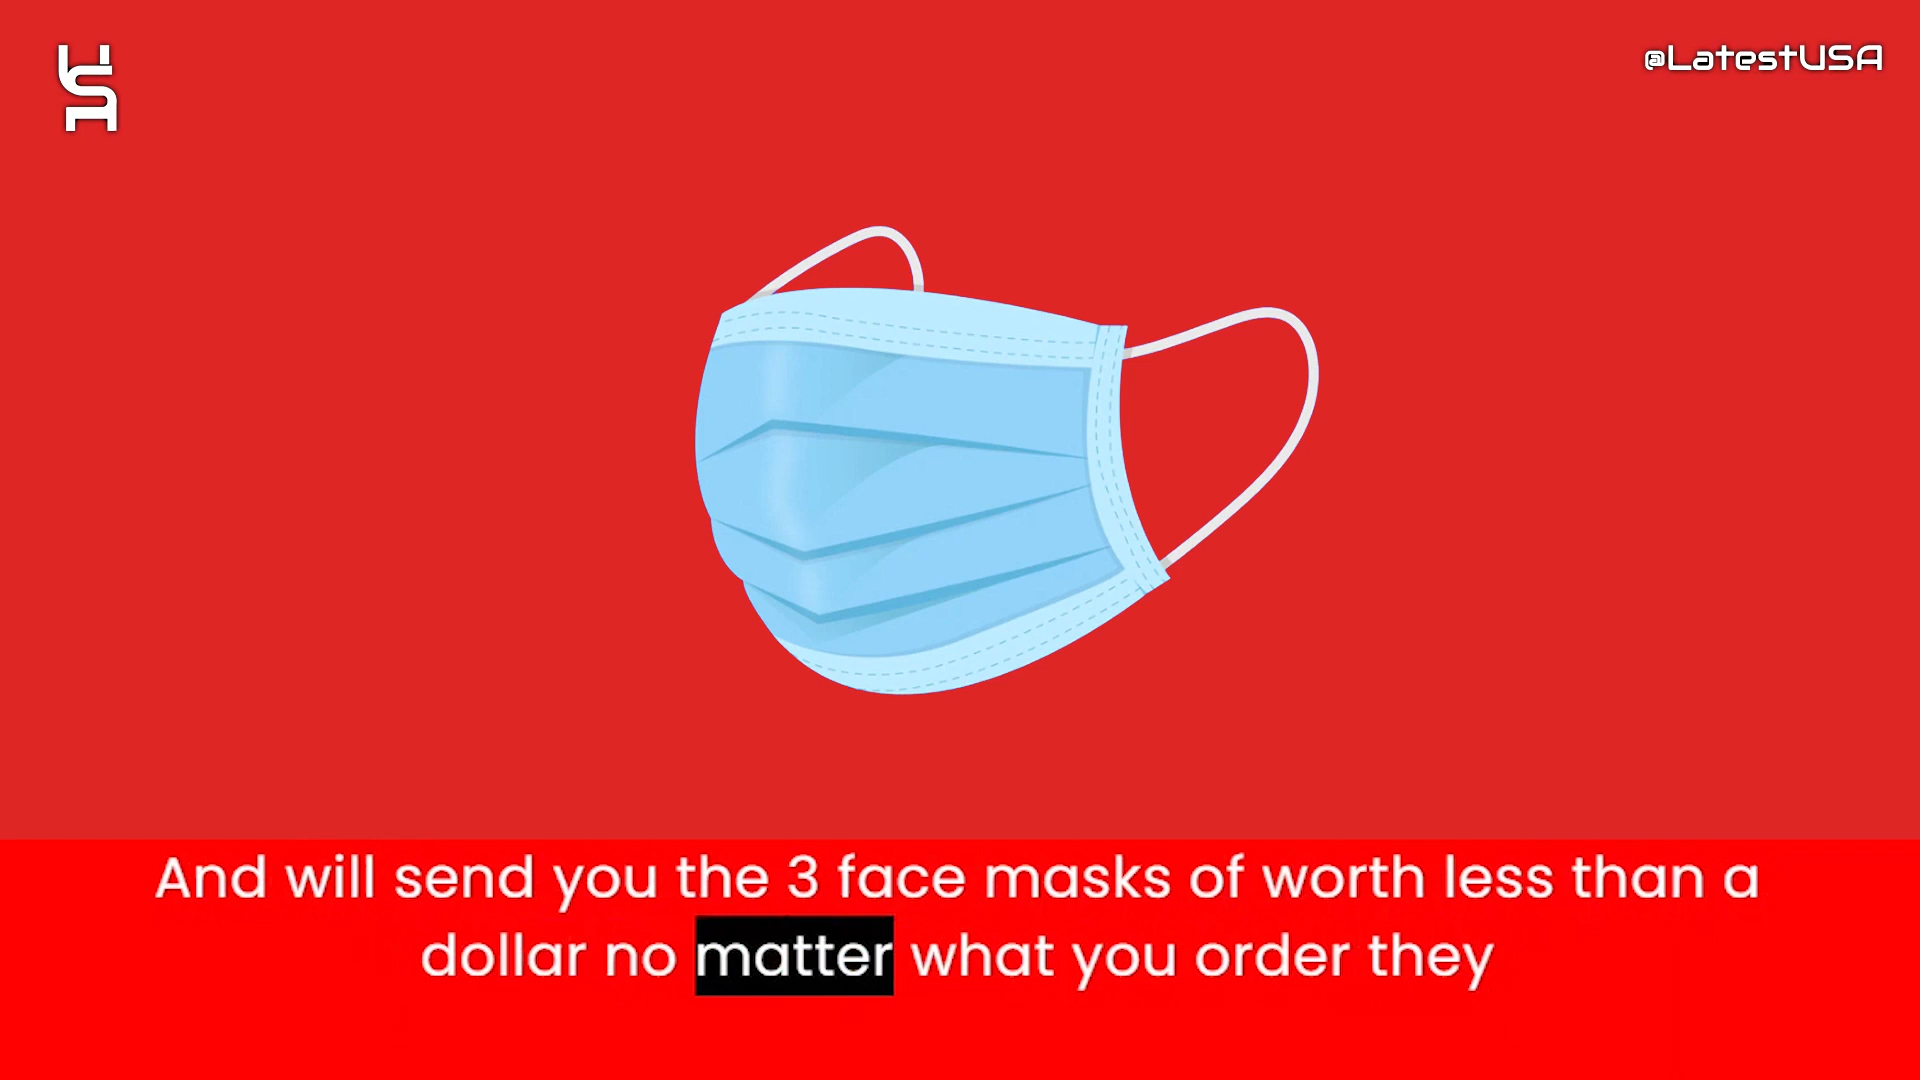 USA
@LatestUSA
And will send you the 3 face masks of worth less than a
dollar no matter what you order they